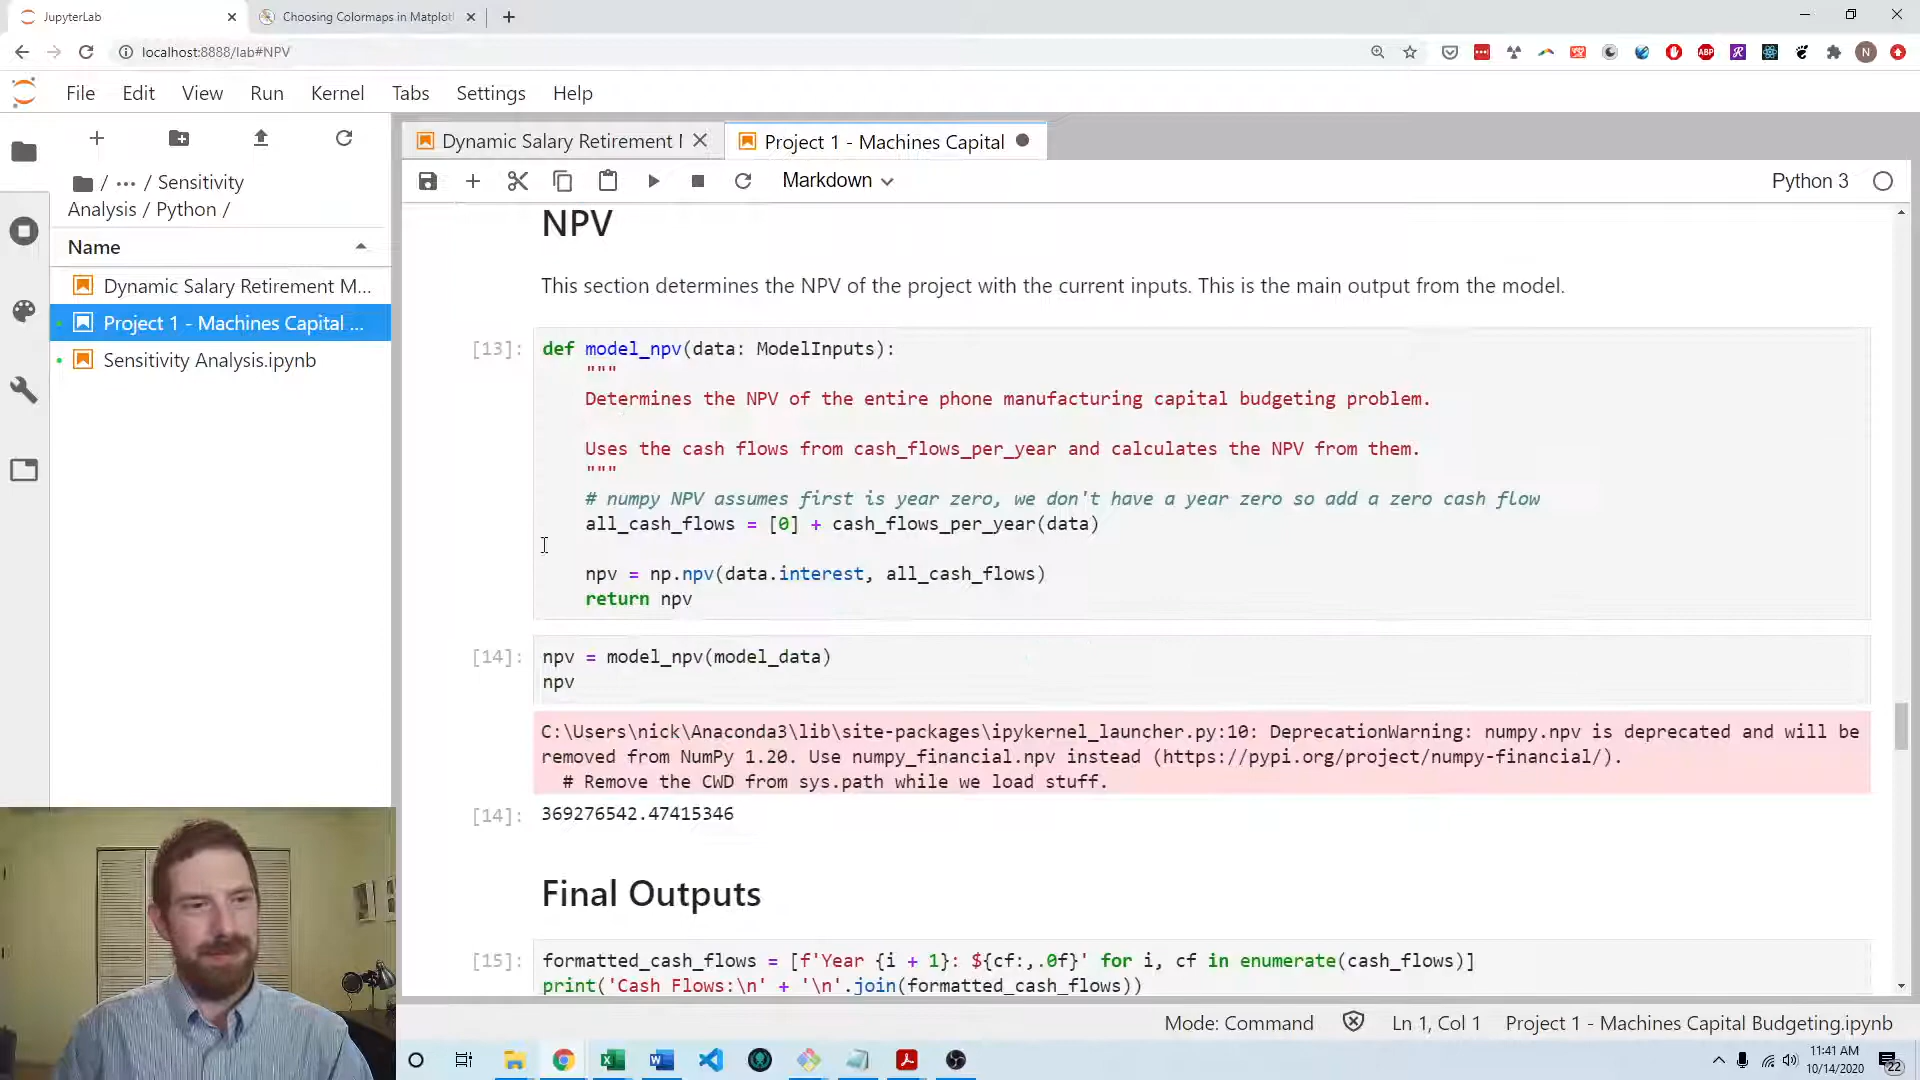 JupyterLab
Choosing Colormaps in Matplotl
localhost:8888/lab#NPV
ABP
N
File Edit View Run Kernel Tabs Settings Help
Dynamic Salary Retirement M
Project 1 - Machines Capital
/ ··· / Sensitivity
Analysis / Python /
Markdown
Python 3
Name
Dynamic Salary Retirement M...
Project 1 - Machines Capital ...
Sensitivity Analysis.ipynb
NPV
This section determines the NPV of the project with the current inputs. This is the main output from the model.
[13]:
def model_npv(data: ModelInputs):
"""
Determines the NPV of the entire phone manufacturing capital budgeting problem.
Uses the cash flows from cash_flows_per_year and calculates the NPV from them.
"""
# numpy NPV assumes first is year zero, we don't have a year zero so add a zero cash flow
all_cash_flows = [0] + cash_flows_per_year(data)
npv = np.npv(data.interest, all_cash_flows)
return npv
[14]:
npv = model_npv(model_data)
npv
C:\Users\nick\Anaconda3\lib\site-packages\ipykernel_launcher.py:10: DeprecationWarning: numpy.npv is deprecated and will be
removed from NumPy 1.20. Use numpy_financial.npv instead (https://pypi.org/project/numpy-financial/).
# Remove the CWD from sys.path while we load stuff.
[14]:
369276542.47415346
Final Outputs
[15]:
formatted_cash_flows = [f'Year {i + 1}: ${cf:,.0f}' for i, cf in enumerate(cash_flows)]
print('Cash Flows:\n' + '\n'.join(formatted_cash_flows))
Mode: Command
Ln 1, Col 1
Project 1 - Machines Capital Budgeting.ipynb
11:41 AM
10/14/2020
22